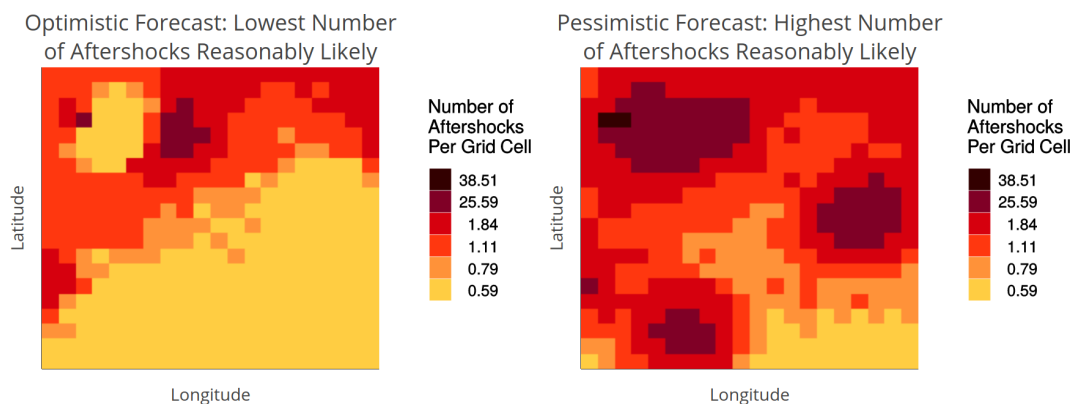 Optimistic Forecast: Lowest Number
of Aftershocks Reasonably Likely
Latitude
Longitude
Number of
Aftershocks
Per Grid Cell
38.51
25.59
1.84
1.11
0.79
0.59
Pessimistic Forecast: Highest Number
of Aftershocks Reasonably Likely
Latitude
Longitude
Number of
Aftershocks
Per Grid Cell
38.51
25.59
1.84
1.11
0.79
0.59